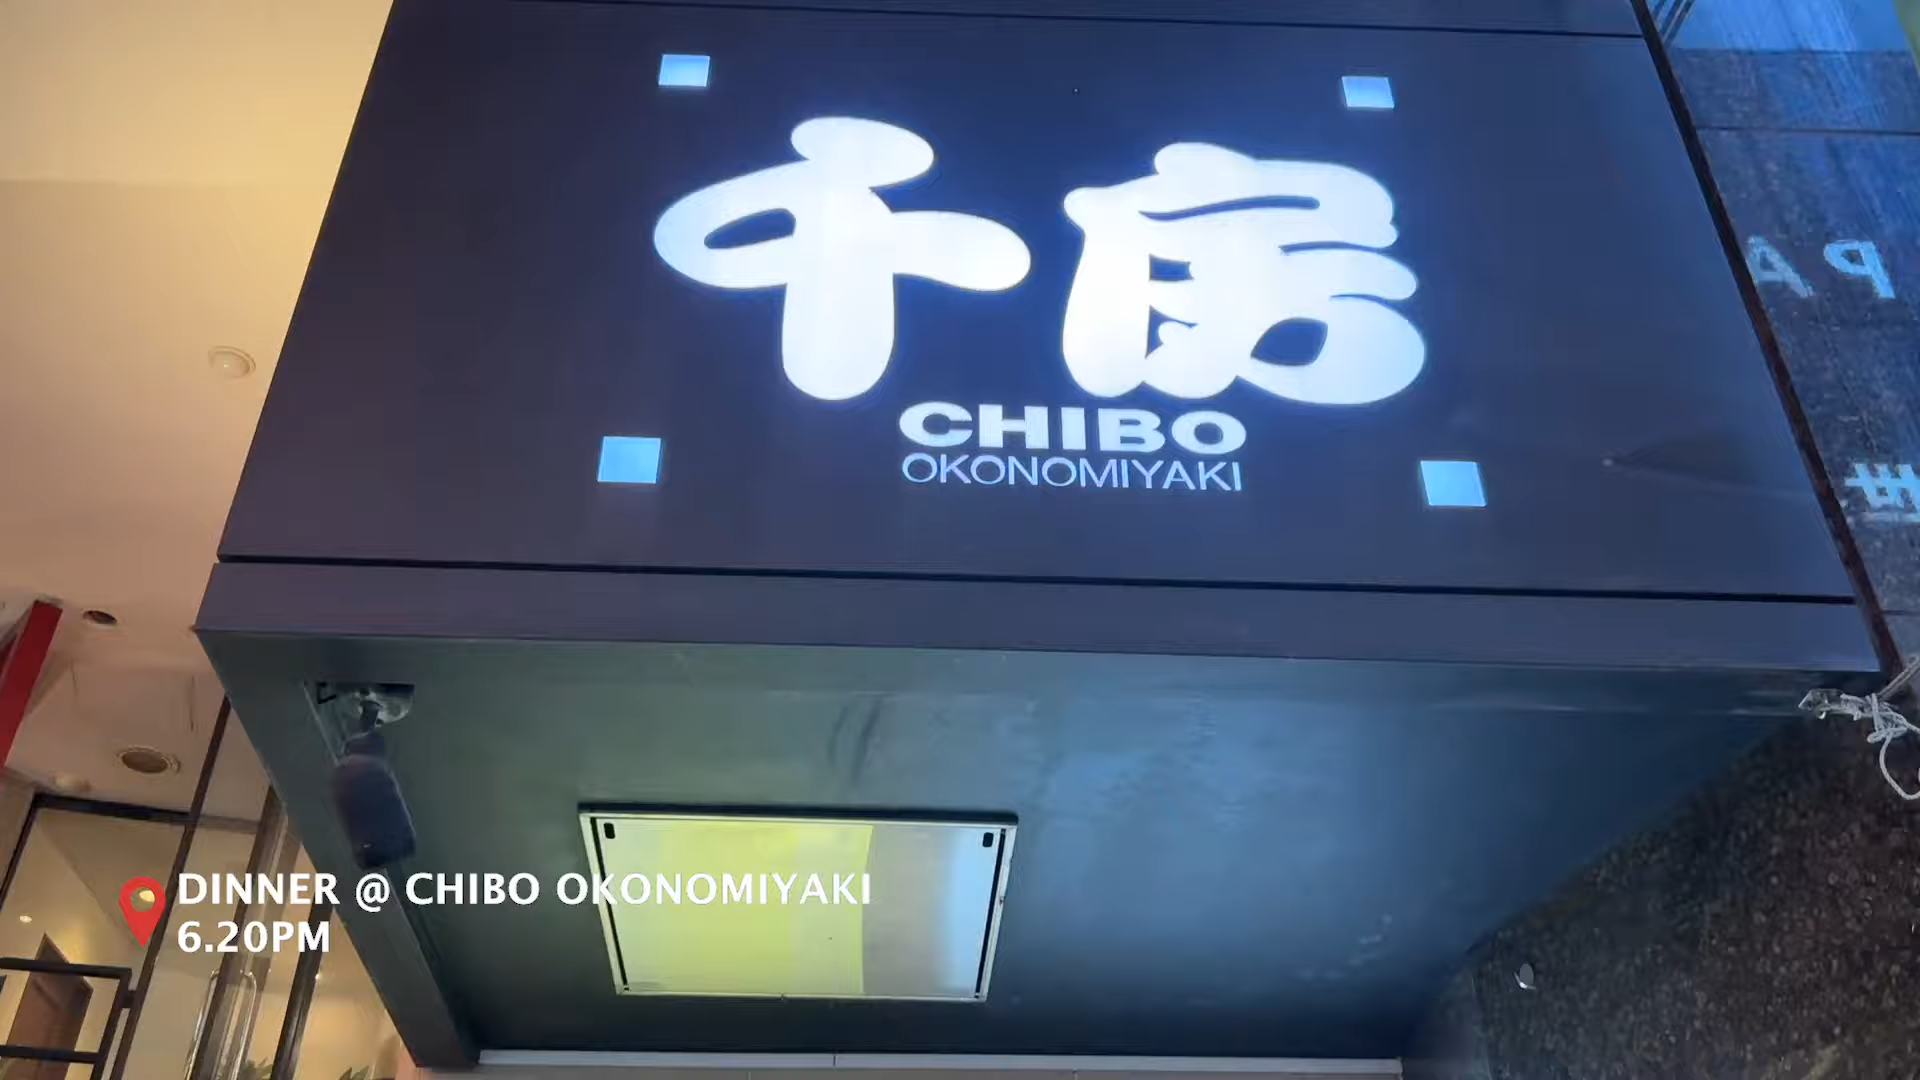 千房
CHIBO
OKONOMIYAKI
DINNER @ CHIBO OKONOMIYAKI
6.20PM